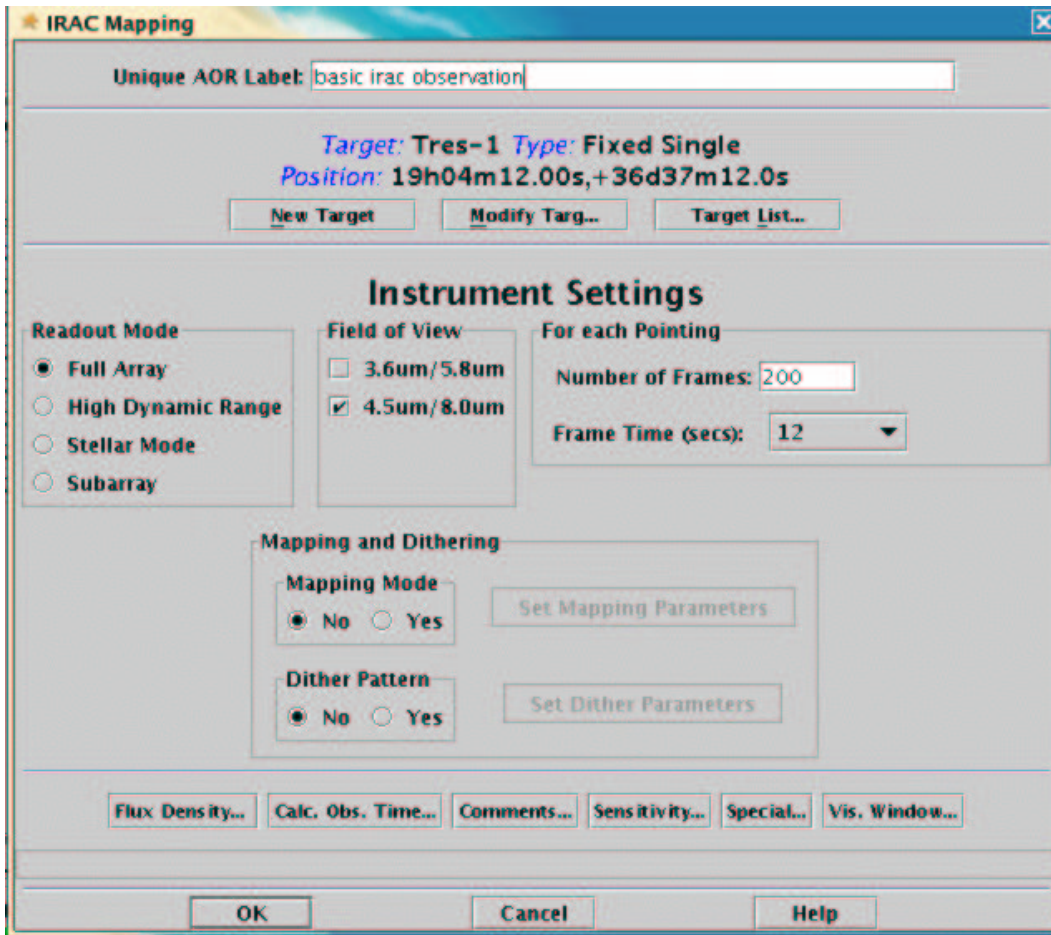 IRAC Mapping
Unique AOR Label: basic irac observation
Target: Tres-1 Type: Fixed Single
Position: 19h04m12.00s,+36d37m12.0s
New Target Modify Targ... Target List...
Instrument Settings
Readout Mode Field of View For each Pointing
Full Array 3.6um/5.8um Number of Frames: 200
High Dynamic Range 4.5um/8.0um
Stellar Mode Frame Time (secs): 12
Subarray
Mapping and Dithering
Mapping Mode
No Yes Set Mapping Parameters
Dither Pattern
No Yes Set Dither Parameters
Flux Density... Calc. Obs. Time... Comments... Sensitivity... Special... Vis. Window...
OK Cancel Help